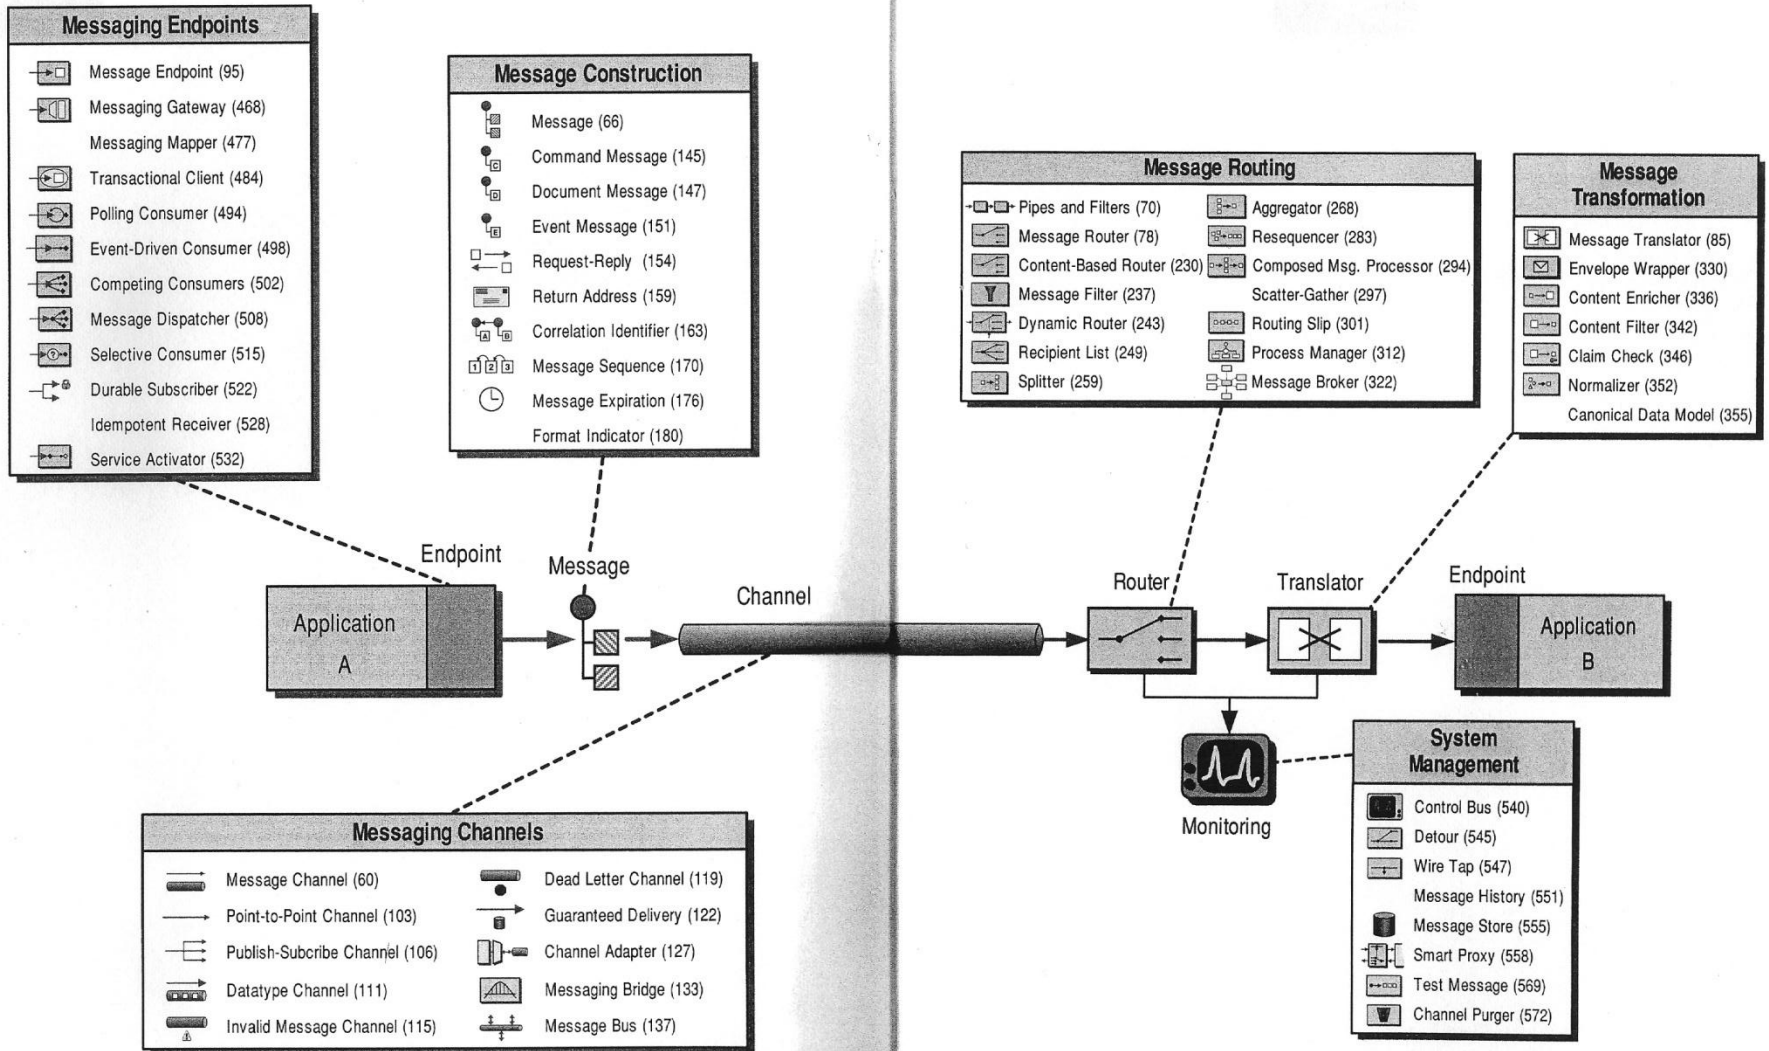 Messaging Endpoints
Message Endpoint (95)
Messaging Gateway (468)
Messaging Mapper (477)
Transactional Client (484)
Polling Consumer (494)
Event-Driven Consumer (498)
Competing Consumers (502)
Message Dispatcher (508)
Selective Consumer (515)
Durable Subscriber (522)
Idempotent Receiver (528)
Service Activator (532)
Message Construction
Message (66)
C
Command Message (145)
D
Document Message (147)
E
Event Message (151)
Request-Reply (154)
Return Address (159)
A B
Correlation Identifier (163)
1 2 3
Message Sequence (170)
Message Expiration (176)
Format Indicator (180)
Message Routing
Pipes and Filters (70)
Message Router (78)
Content-Based Router (230)
Message Filter (237)
Dynamic Router (243)
Recipient List (249)
Splitter (259)
Aggregator (268)
Resequencer (283)
Composed Msg. Processor (294)
Scatter-Gather (297)
Routing Slip (301)
Process Manager (312)
Message Broker (322)
Message
Transformation
Message Translator (85)
Envelope Wrapper (330)
Content Enricher (336)
Content Filter (342)
Claim Check (346)
Normalizer (352)
Canonical Data Model (355)
Endpoint
Application
A
Message
Channel
Router
Translator
Endpoint
Application
B
Monitoring
Messaging Channels
Message Channel (60)
Point-to-Point Channel (103)
Publish-Subcribe Channel (106)
Datatype Channel (111)
Invalid Message Channel (115)
Dead Letter Channel (119)
Guaranteed Delivery (122)
Channel Adapter (127)
Messaging Bridge (133)
Message Bus (137)
System
Management
Control Bus (540)
Detour (545)
Wire Tap (547)
Message History (551)
Message Store (555)
Smart Proxy (558)
Test Message (569)
Channel Purger (572)